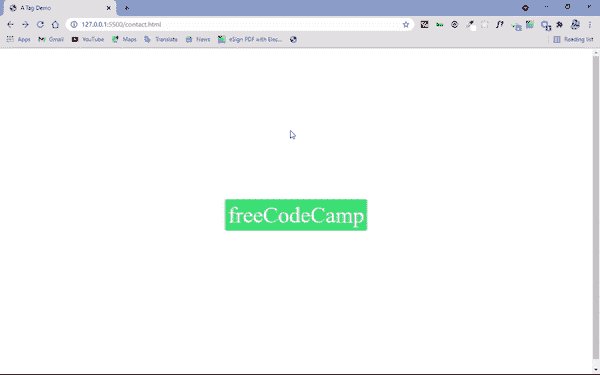 A Tag Demo
127.0.0.1:5500/contact.html
Apps Gmail YouTube Maps Translate News eSign PDF with Elec... Reading list
freeCodeCamp